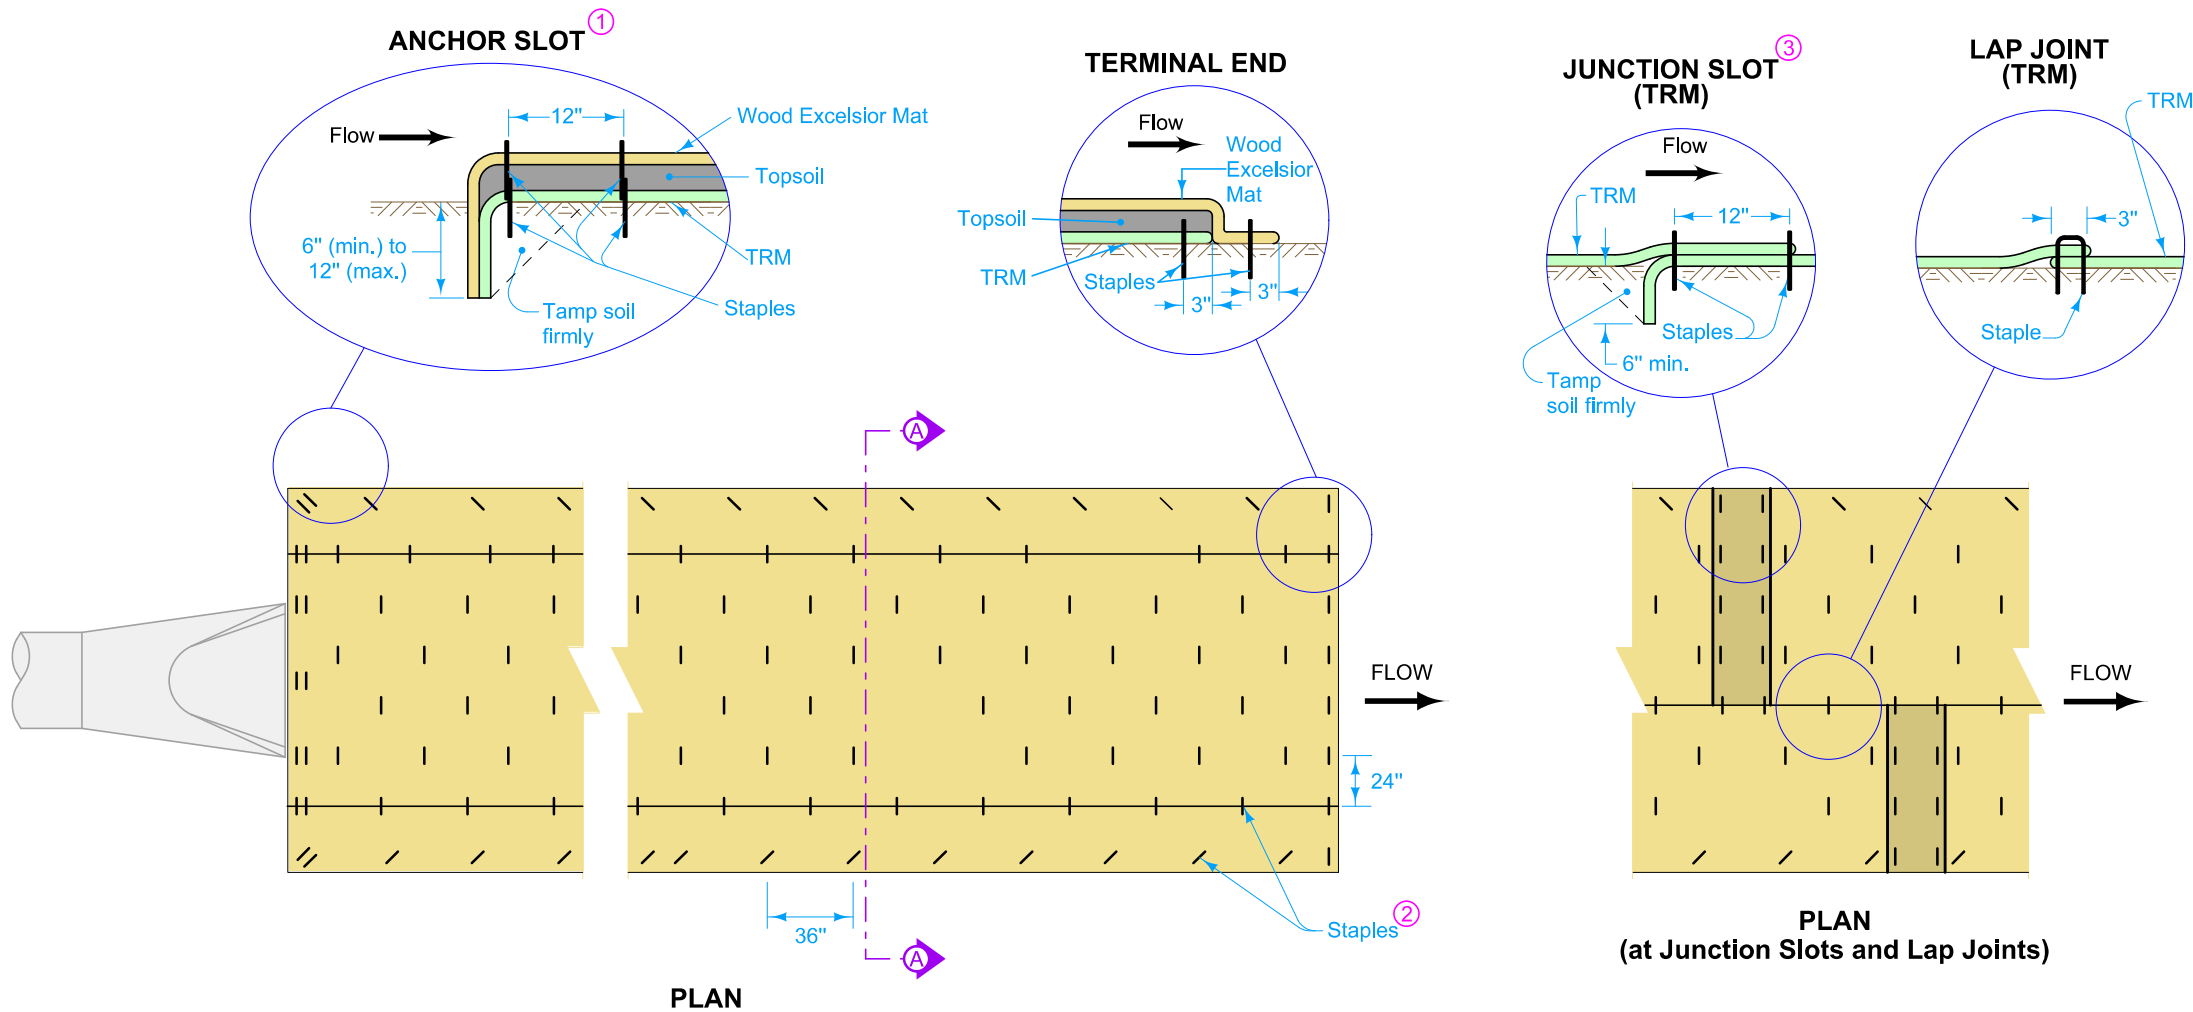 ANCHOR SLOT ①
12"
Flow
Wood Excelsior Mat
Topsoil
6" (min.) to
12" (max.)
TRM
Tamp soil
firmly
Staples
TERMINAL END
Flow
Wood
Excelsior
Mat
Topsoil
TRM
Staples
3"
3"
JUNCTION SLOT ③
(TRM)
Flow
TRM
12"
Staples
6" min.
Tamp
soil firmly
LAP JOINT
(TRM)
TRM
3"
Staple
A
FLOW
24"
36"
Staples ②
A
PLAN
FLOW
PLAN
(at Junction Slots and Lap Joints)